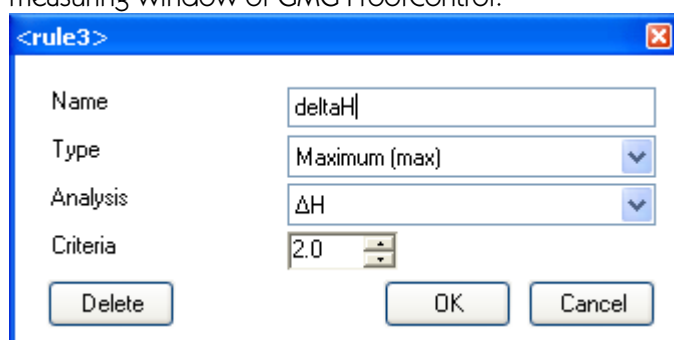 measuring window of GMG ProofControl.
<rule3>
Name deltaH
Type Maximum (max)
Analysis ΔH
Criteria 2.0
Delete OK Cancel